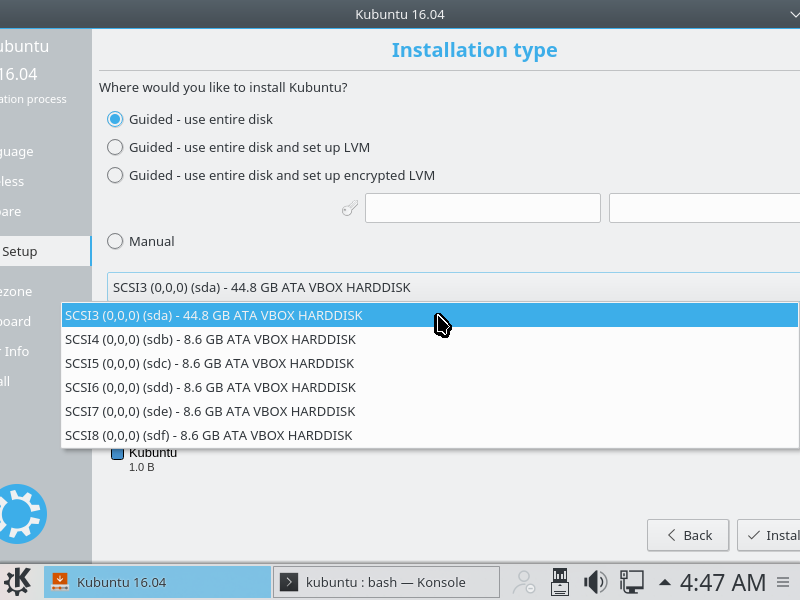 Kubuntu 16.04
ubuntu
16.04
ation process
guage
less
are
Setup
ezone
board
r Info
all
Installation type
Where would you like to install Kubuntu?
Guided - use entire disk
Guided - use entire disk and set up LVM
Guided - use entire disk and set up encrypted LVM
Manual
SCSI3 (0,0,0) (sda) - 44.8 GB ATA VBOX HARDDISK
SCSI3 (0,0,0) (sda) - 44.8 GB ATA VBOX HARDDISK
SCSI4 (0,0,0) (sdb) - 8.6 GB ATA VBOX HARDDISK
SCSI5 (0,0,0) (sdc) - 8.6 GB ATA VBOX HARDDISK
SCSI6 (0,0,0) (sdd) - 8.6 GB ATA VBOX HARDDISK
SCSI7 (0,0,0) (sde) - 8.6 GB ATA VBOX HARDDISK
SCSI8 (0,0,0) (sdf) - 8.6 GB ATA VBOX HARDDISK
Kubuntu
1.0 B
Back
Instal
Kubuntu 16.04
kubuntu : bash — Konsole
4:47 AM